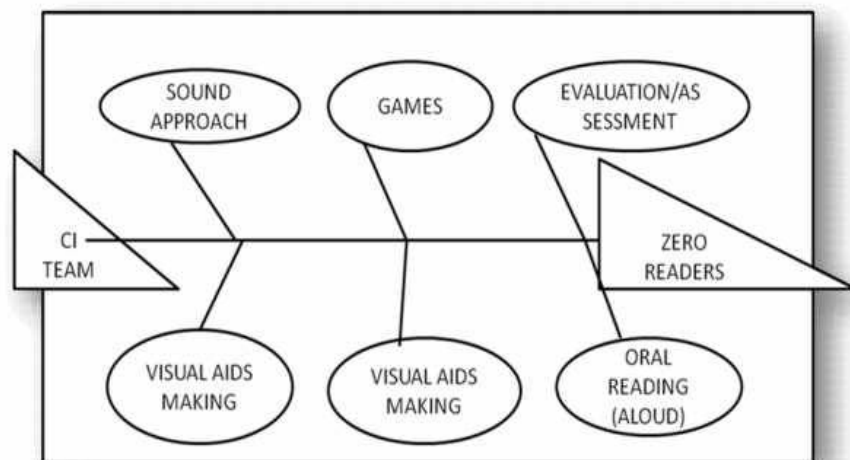 SOUND
APPROACH
GAMES
EVALUATION/AS
SESSMENT
CI
TEAM
ZERO
READERS
VISUAL AIDS
MAKING
VISUAL AIDS
MAKING
ORAL
READING
(ALOUD)